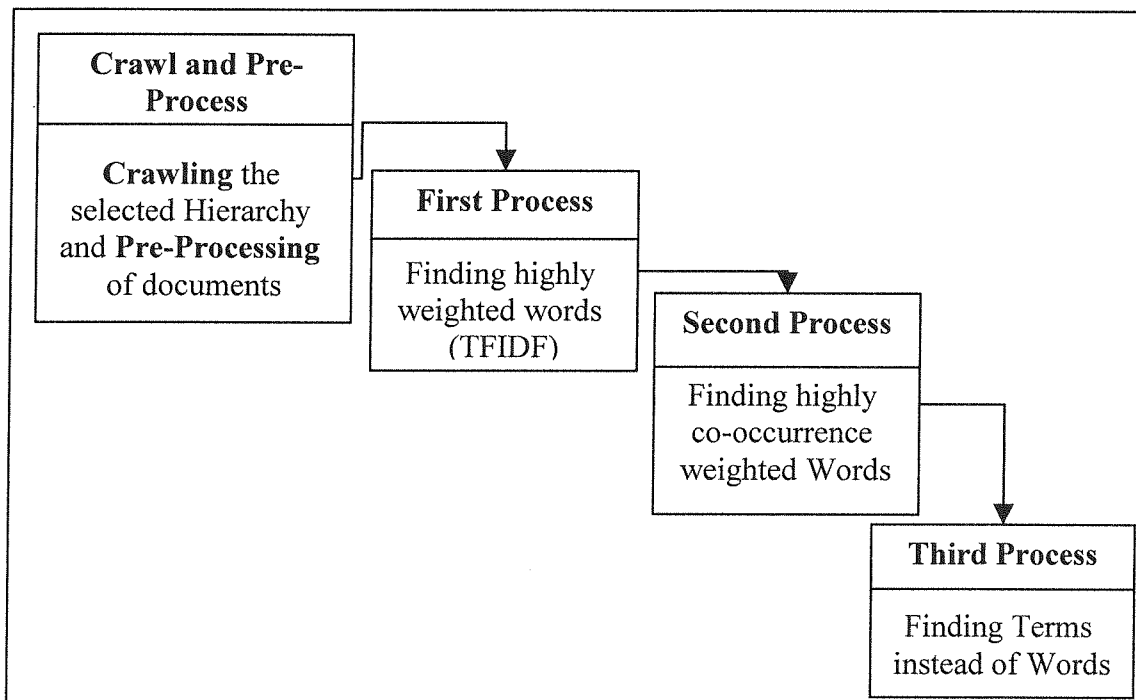 Crawl and Pre-
Process
Crawling the
selected Hierarchy
and Pre-Processing
of documents
First Process
Finding highly
weighted words
(TFIDF)
Second Process
Finding highly
co-occurrence
weighted Words
Third Process
Finding Terms
instead of Words